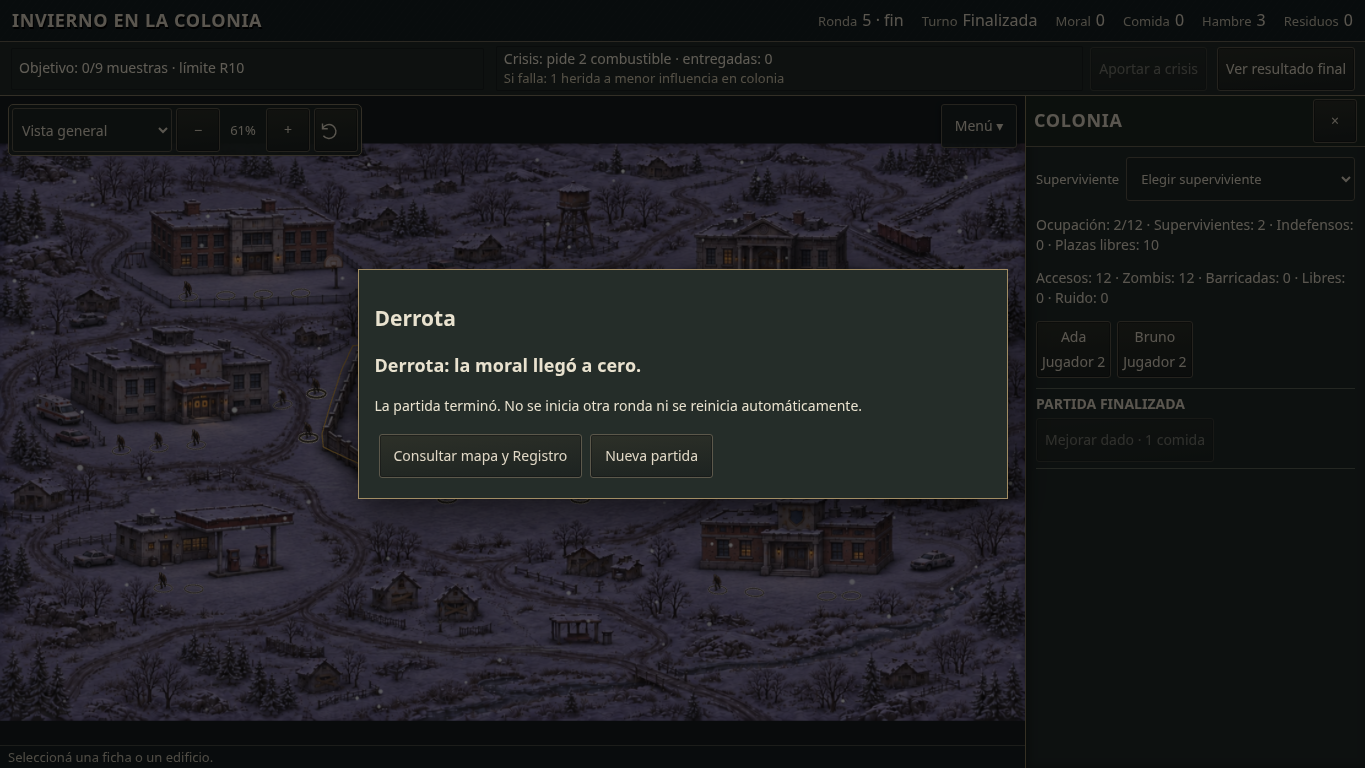 INVIERNO EN LA COLONIA
Ronda 5 · fin Turno Finalizada Moral 0 Comida 0 Hambre 3 Residuos 0
Objetivo: 0/9 muestras · límite R10
Crisis: pide 2 combustible · entregadas: 0
Si falla: 1 herida a menor influencia en colonia
Aportar a crisis
Ver resultado final
Vista general
−
61%
+
Menú ▾
COLONIA
×
Superviviente
Elegir superviviente
Ocupación: 2/12 · Supervivientes: 2 · Indefensos:
0 · Plazas libres: 10
Accesos: 12 · Zombis: 12 · Barricadas: 0 · Libres:
0 · Ruido: 0
Ada
Jugador 2
Bruno
Jugador 2
PARTIDA FINALIZADA
Mejorar dado · 1 comida
Derrota
Derrota: la moral llegó a cero.
La partida terminó. No se inicia otra ronda ni se reinicia automáticamente.
Consultar mapa y Registro
Nueva partida
Seleccioná una ficha o un edificio.